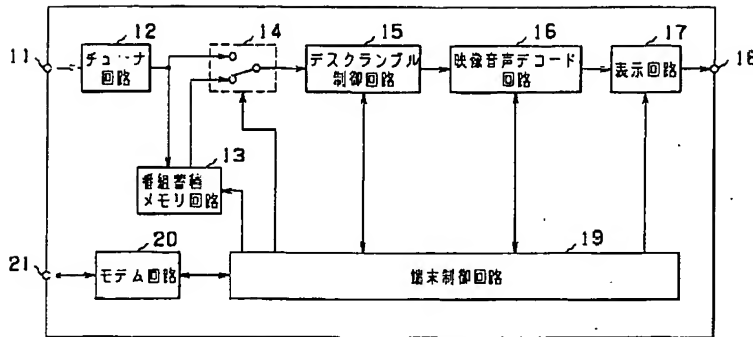 12
14
15
16
17
11
チューナ
回路
デスクランブル
制御回路
映像音声デコード
回路
表示回路
18
13
番組蓄積
メモリ回路
20
19
21
モデム回路
端末制御回路